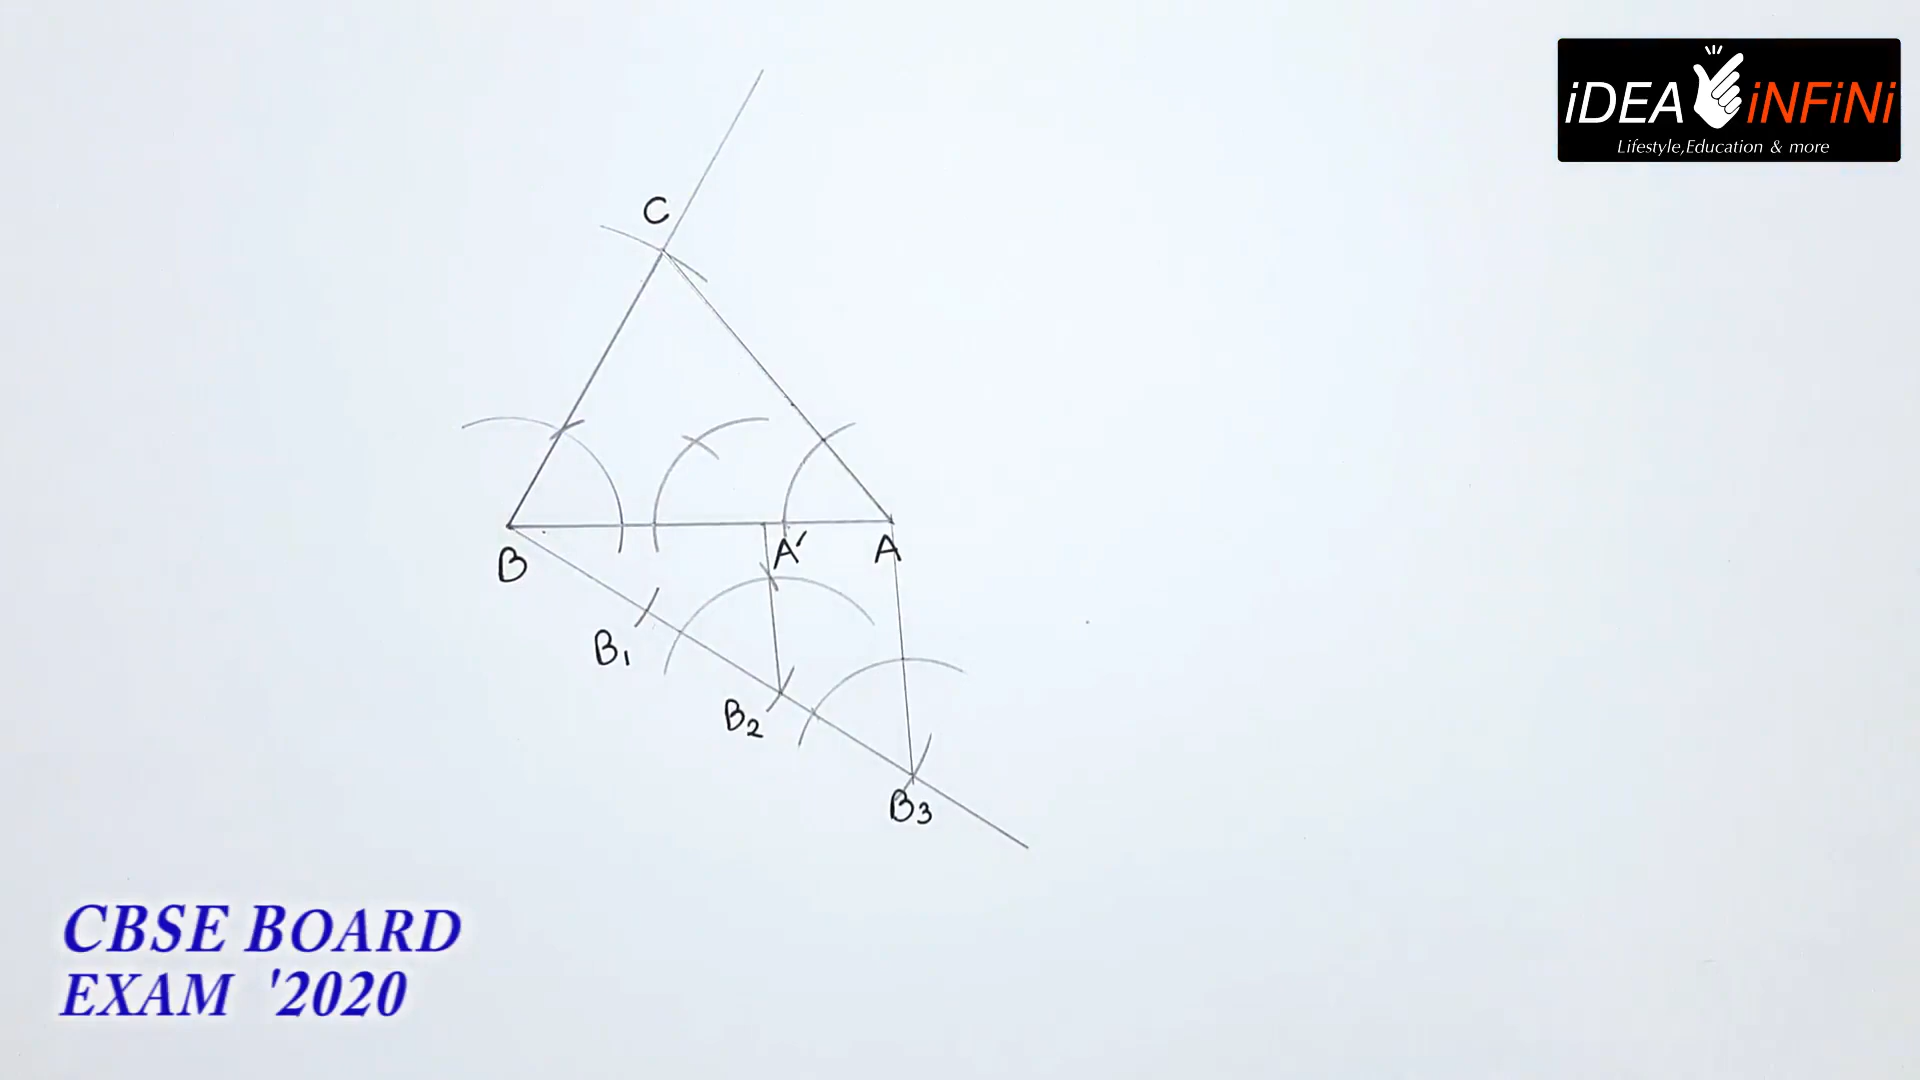 iDEA iNFiNi
Lifestyle,Education & more
C
B
A'
A
B1
B2
B3
CBSE BOARD
EXAM '2020